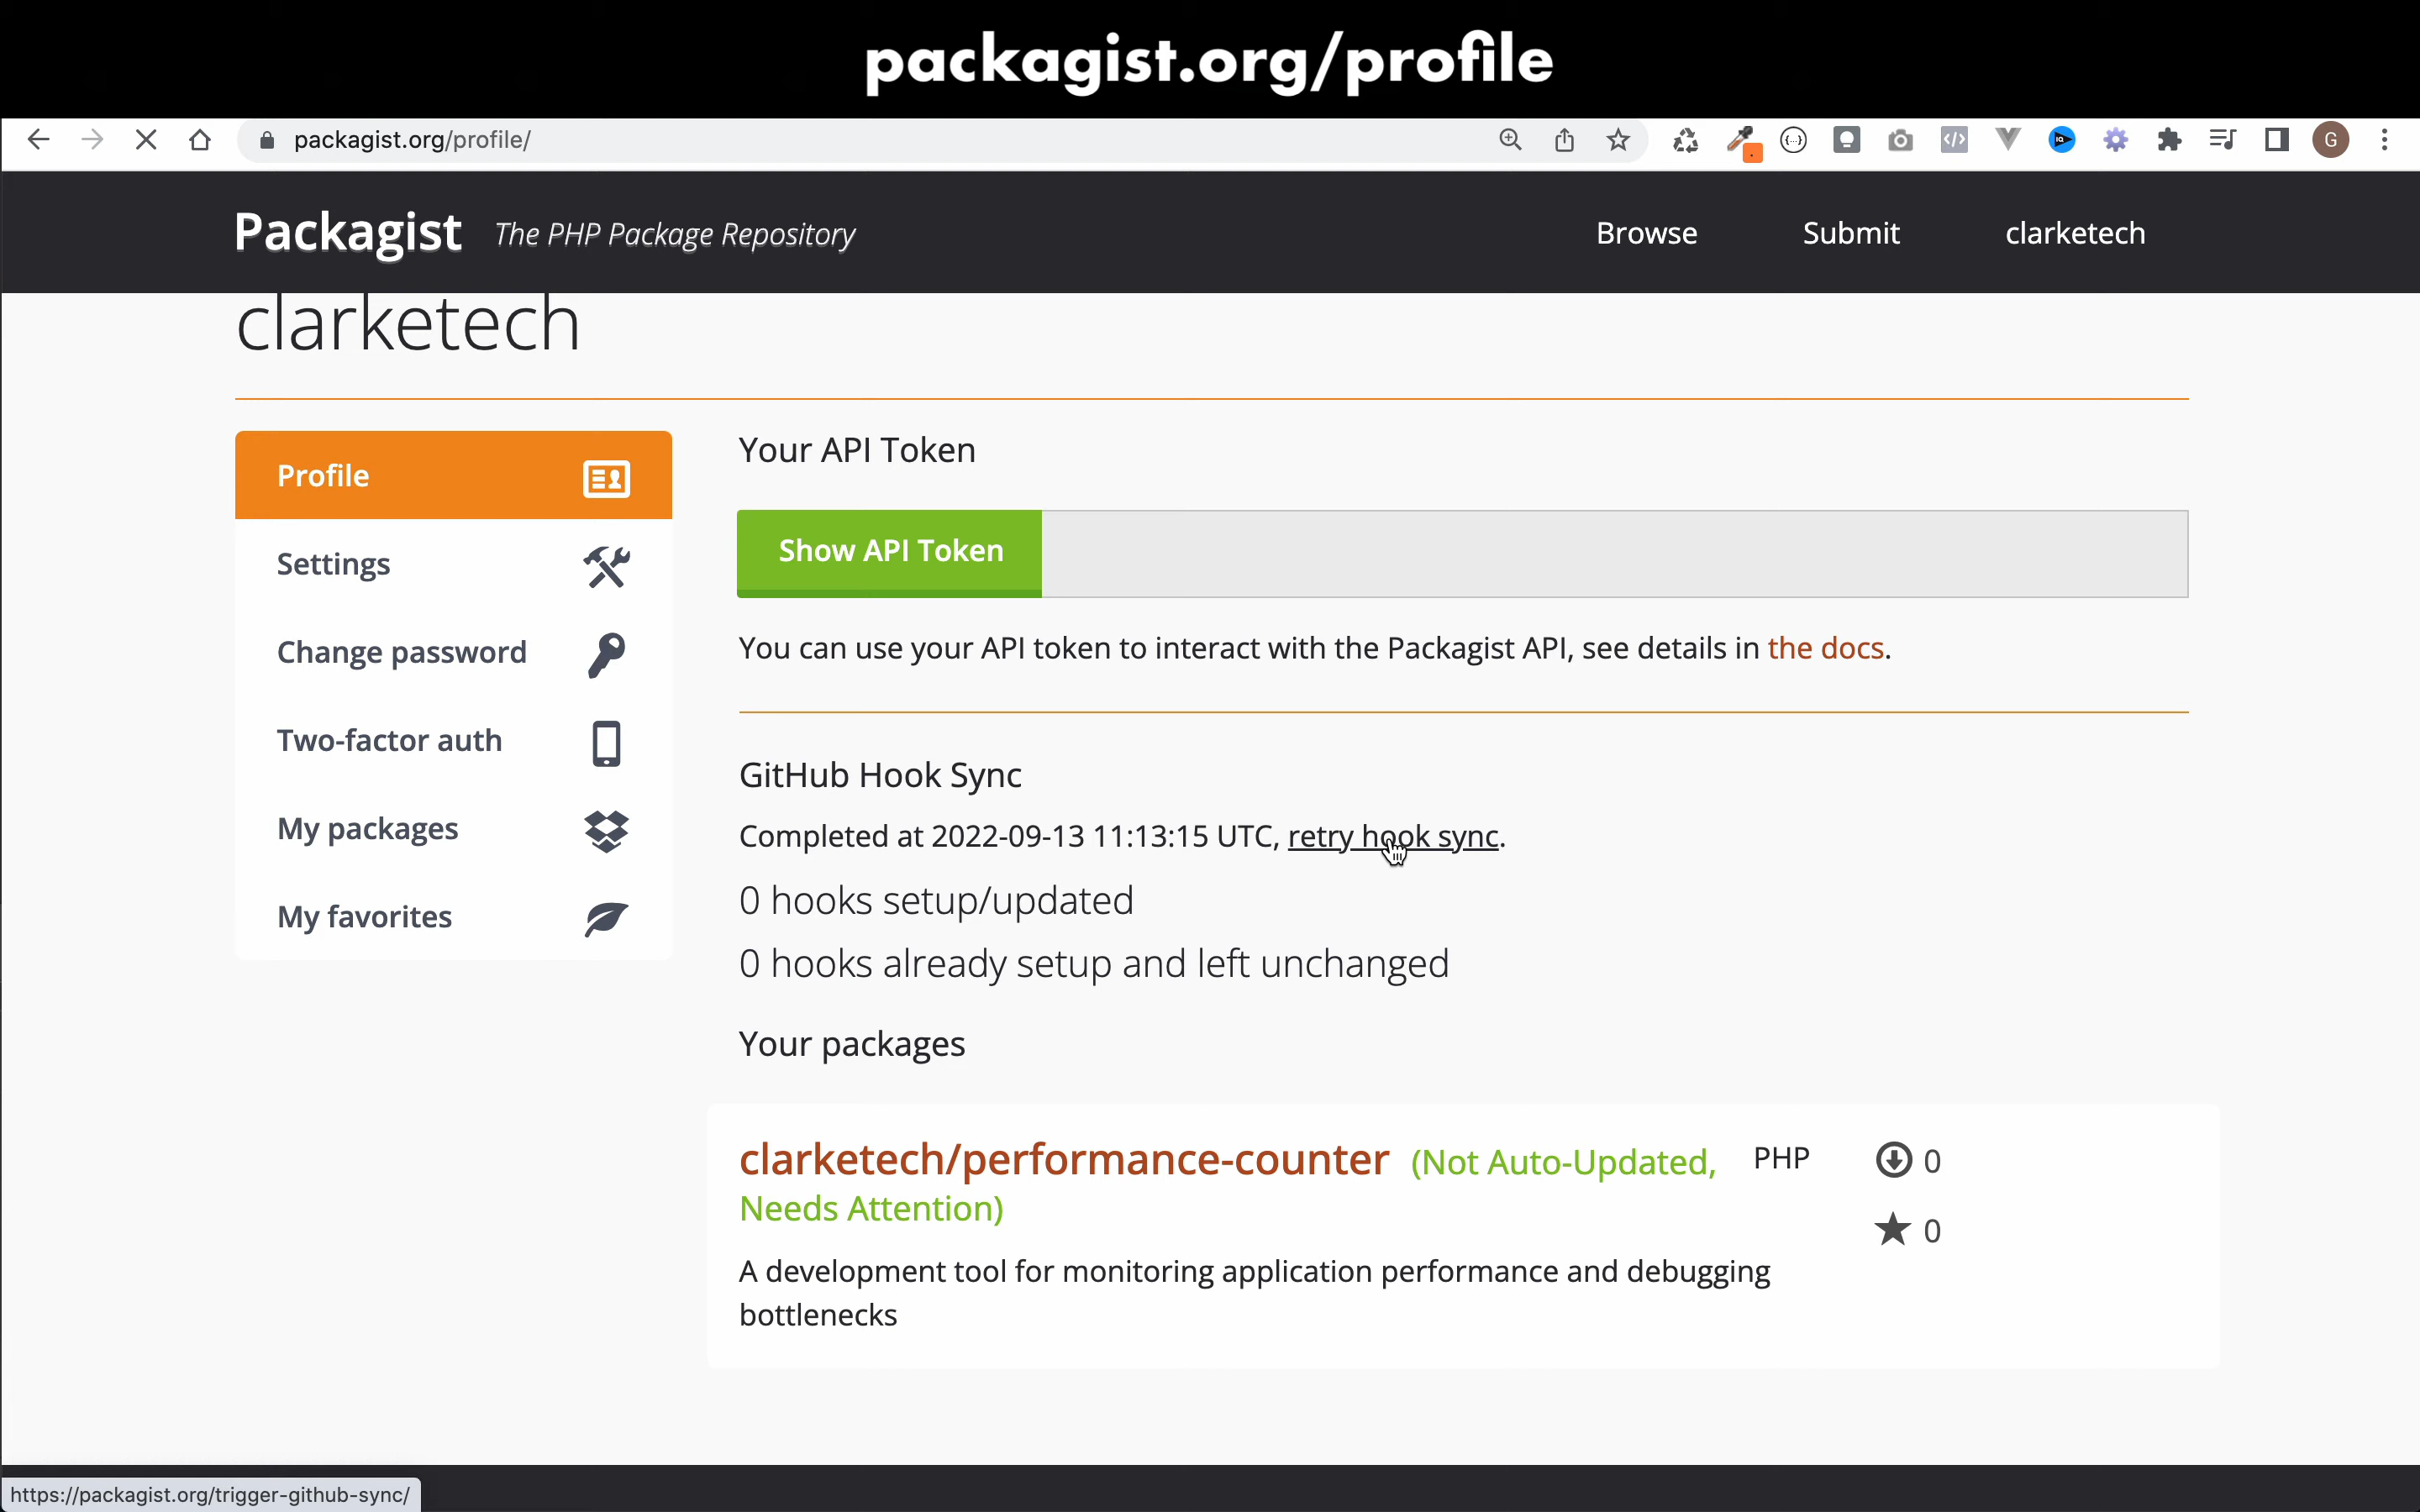 packagist.org/profile
packagist.org/profile/
G
Packagist The PHP Package Repository Browse Submit clarketech
clarketech
Profile
Settings
Change password
Two-factor auth
My packages
My favorites
Your API Token
Show API Token
You can use your API token to interact with the Packagist API, see details in the docs.
GitHub Hook Sync
Completed at 2022-09-13 11:13:15 UTC, retry hook sync.
0 hooks setup/updated
0 hooks already setup and left unchanged
Your packages
clarketech/performance-counter (Not Auto-Updated, PHP 0
Needs Attention) 0
A development tool for monitoring application performance and debugging
bottlenecks
https://packagist.org/trigger-github-sync/